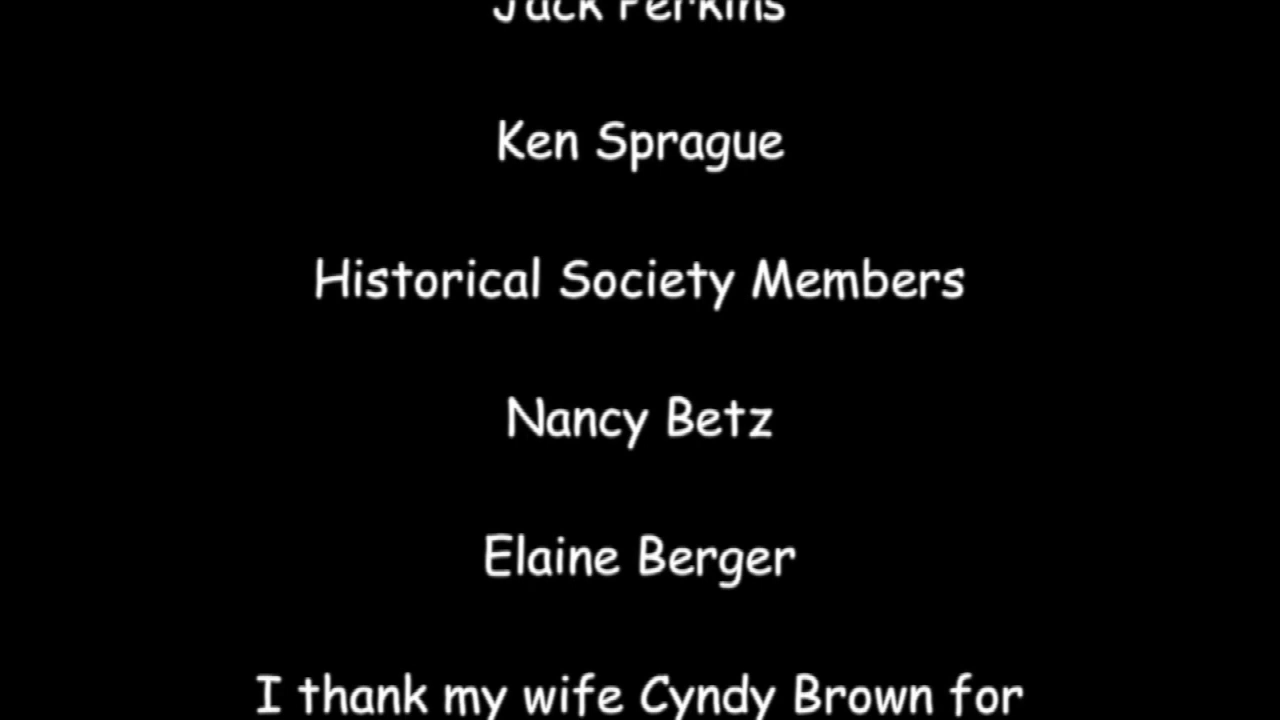 Jack Perkins
Ken Sprague
Historical Society Members
Nancy Betz
Elaine Berger
I thank my wife Cyndy Brown for